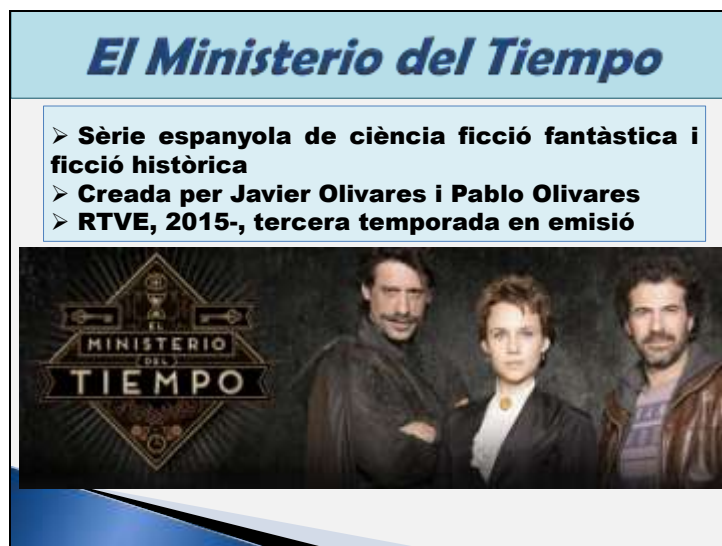 El Ministerio del Tiempo
➢ Sèrie espanyola de ciència ficció fantàstica i
ficció històrica
➢ Creada per Javier Olivares i Pablo Olivares
➢ RTVE, 2015-, tercera temporada en emisió
EL
MINISTERIO
DEL
TIEMPO